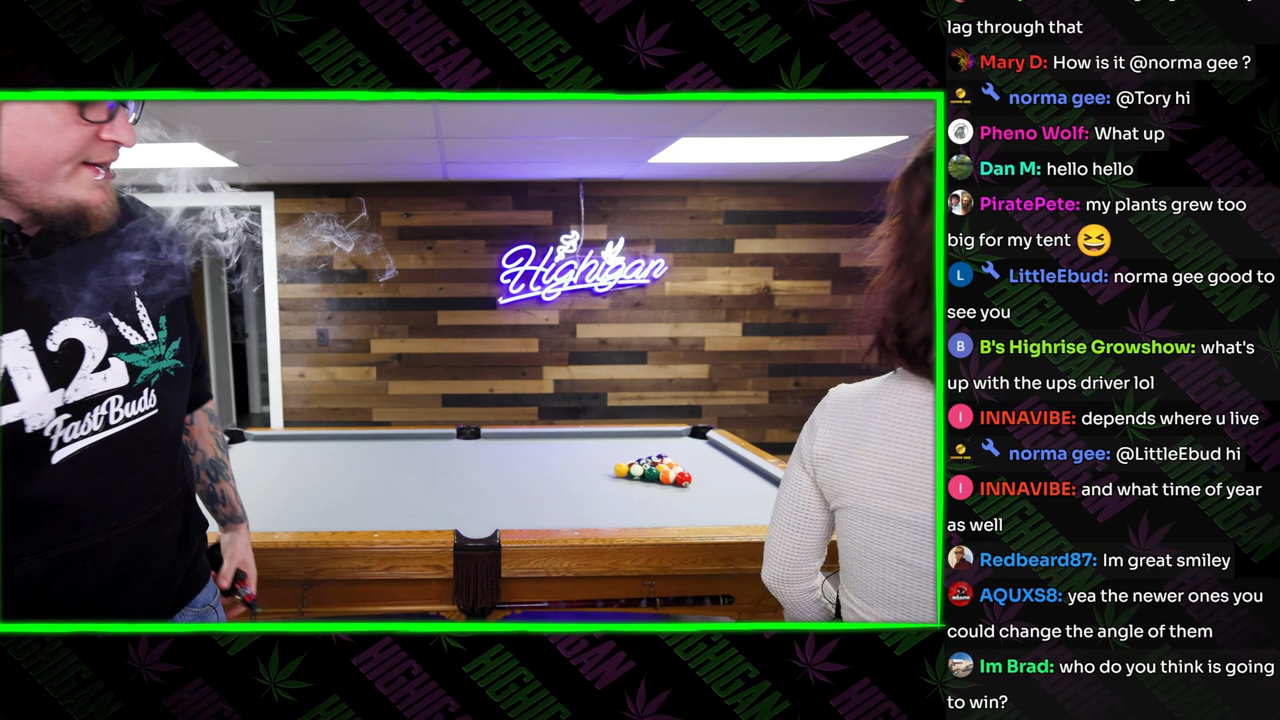 HIGHIGAN
Highigan
42
FastBuds
lag through that
Mary D: How is it @norma gee ?
norma gee: @Tory hi
Pheno Wolf: What up
Dan M: hello hello
PiratePete: my plants grew too
big for my tent 😆
L LittleEbud: norma gee good to
see you
B B's Highrise Growshow: what's
up with the ups driver lol
I INNAVIBE: depends where u live
norma gee: @LittleEbud hi
I INNAVIBE: and what time of year
as well
Redbeard87: Im great smiley
AQUXS8: yea the newer ones you
could change the angle of them
Im Brad: who do you think is going
to win?